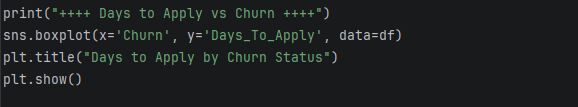 print("++++ Days to Apply vs Churn ++++")
sns.boxplot(x='Churn', y='Days_To_Apply', data=df)
plt.title("Days to Apply by Churn Status")
plt.show()